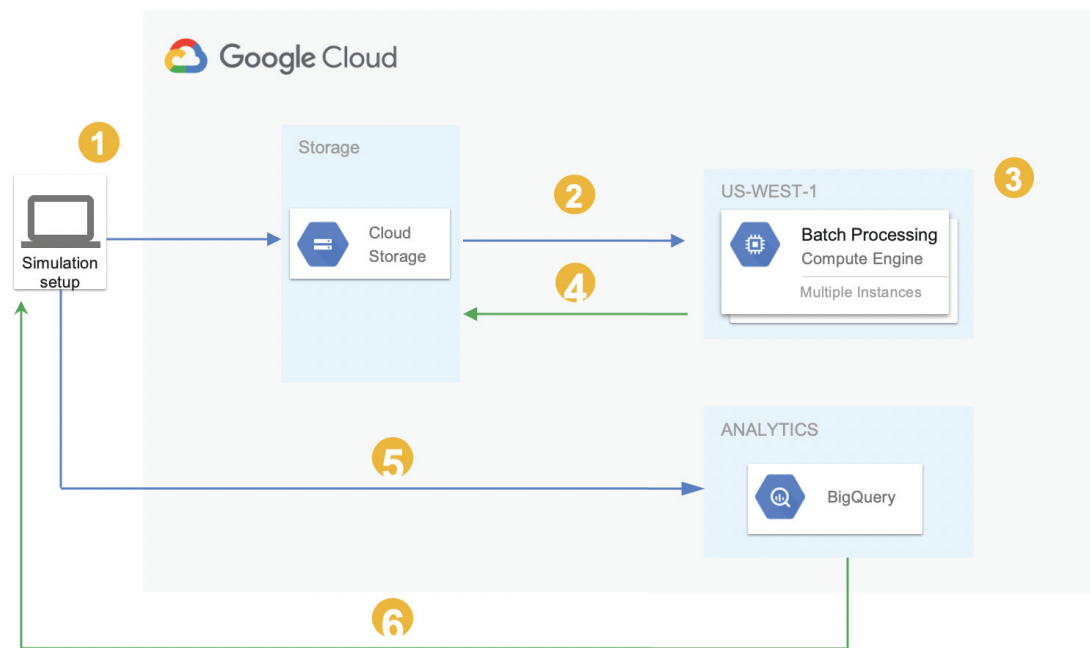 Google Cloud
1
Storage
2
3
US-WEST-1
Cloud
Storage
Batch Processing
Compute Engine
Multiple Instances
Simulation
setup
4
ANALYTICS
5
BigQuery
6